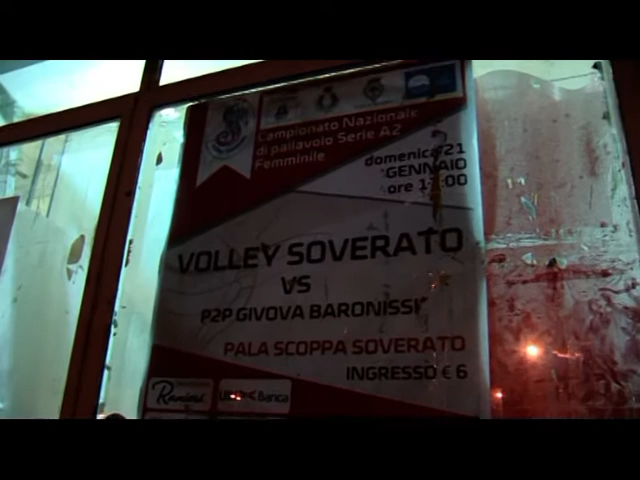 Campionato Nazionale
di pallavolo Serie A2
Femminile
domenica 21
GENNAIO
ore 17:00
VOLLEY SOVERATO
VS
P2P GIVOVA BARONISSI
PALA SCOPPA SOVERATO
INGRESSO € 6
Ranieri
Banca